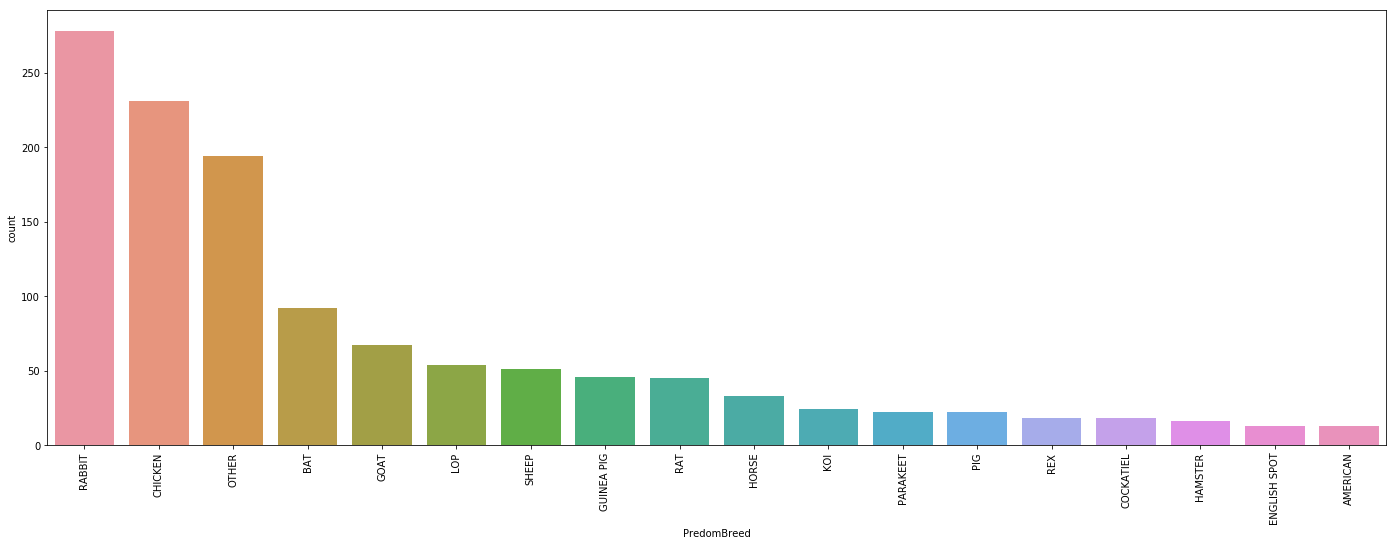 250
200
150
100
50
0
count
RABBIT
CHICKEN
OTHER
BAT
GOAT
LOP
SHEEP
GUINEA PIG
RAT
HORSE
KOI
PARAKEET
PIG
REX
COCKATIEL
HAMSTER
ENGLISH SPOT
AMERICAN
PredomBreed